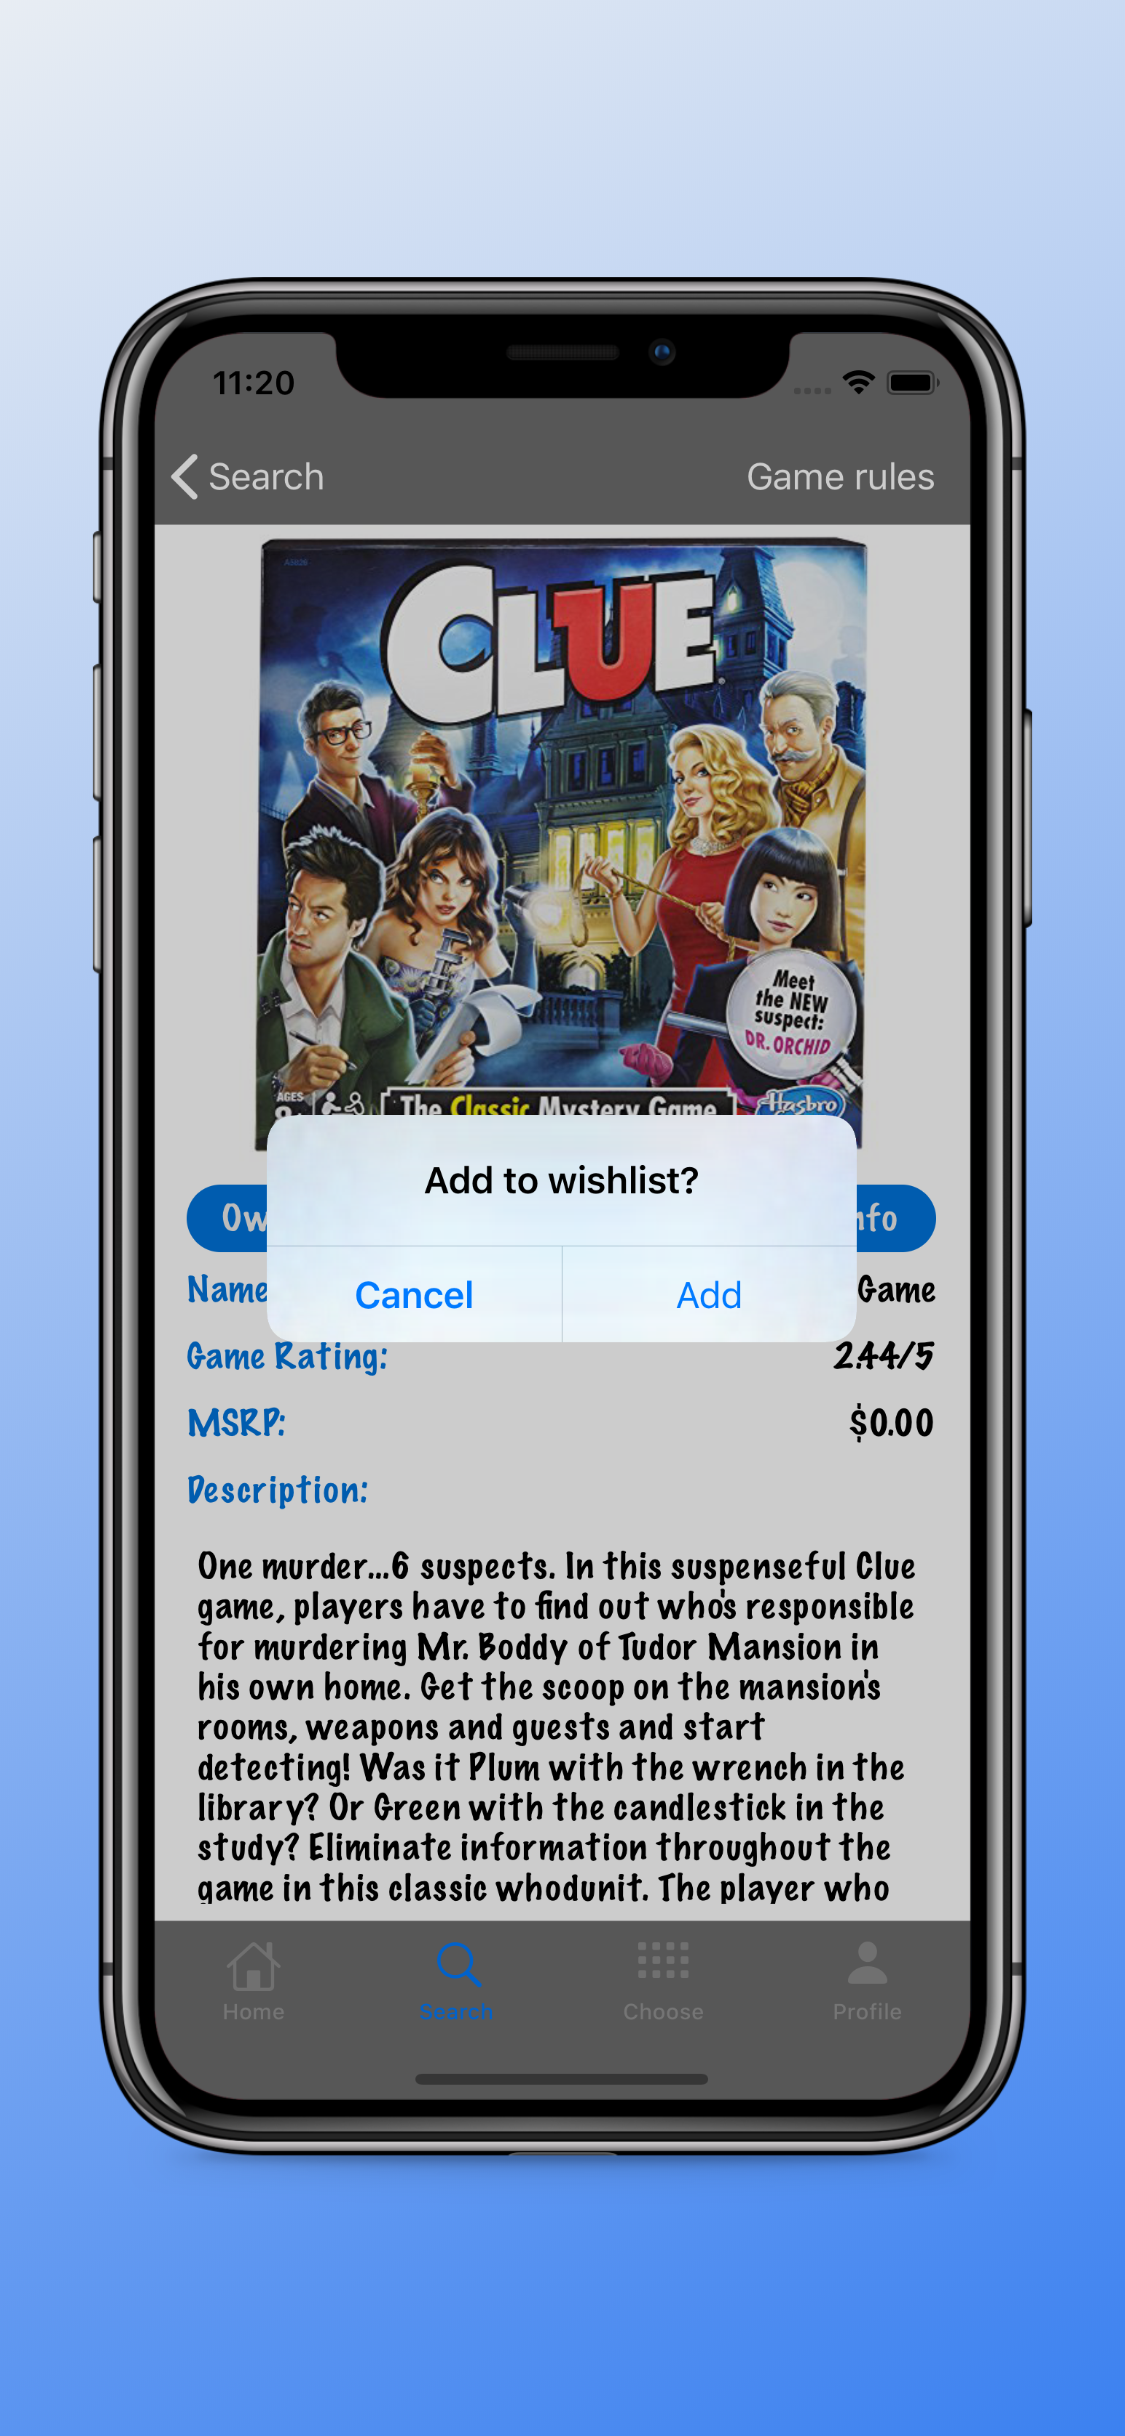 11:20
Search
Game rules
A5826
CLUE
Meet
the NEW
suspect:
DR. ORCHID
AGES
The Classic Mystery Game
Hasbro
Add to wishlist?
Cancel
Add
Name
Game
Game Rating:
2.44/5
MSRP:
$0.00
Description:
One murder...6 suspects. In this suspenseful Clue
game, players have to find out who's responsible
for murdering Mr. Boddy of Tudor Mansion in
his own home. Get the scoop on the mansion's
rooms, weapons and guests and start
detecting! Was it Plum with the wrench in the
library? Or Green with the candlestick in the
study? Eliminate information throughout the
game in this classic whodunit. The player who
Home
Search
Choose
Profile